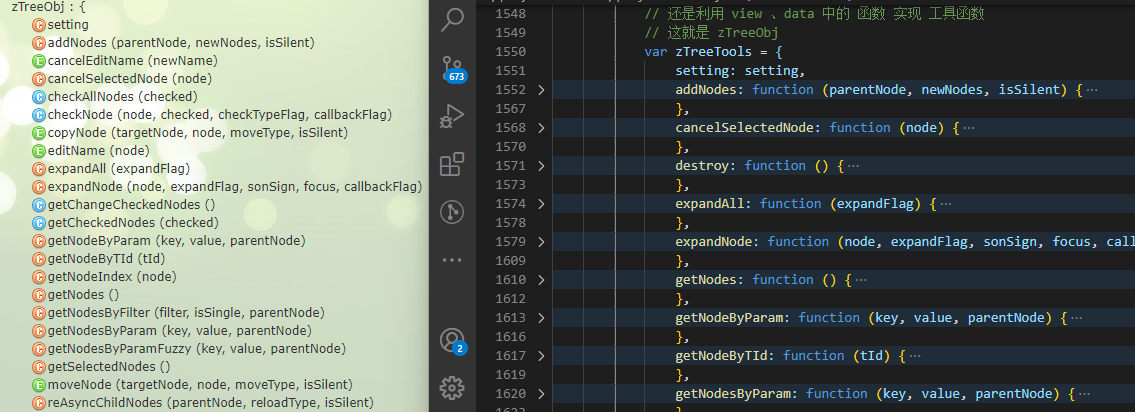 zTreeObj : {
C setting
C addNodes (parentNode, newNodes, isSilent)
E cancelEditName (newName)
C cancelSelectedNode (node)
C checkAllNodes (checked)
C checkNode (node, checked, checkTypeFlag, callbackFlag)
E copyNode (targetNode, node, moveType, isSilent)
E editName (node)
C expandAll (expandFlag)
C expandNode (node, expandFlag, sonSign, focus, callbackFlag)
C getChangeCheckedNodes ()
C getCheckedNodes (checked)
C getNodeByParam (key, value, parentNode)
C getNodeByTId (tId)
C getNodeIndex (node)
C getNodes ()
C getNodesByFilter (filter, isSingle, parentNode)
C getNodesByParam (key, value, parentNode)
C getNodesByParamFuzzy (key, value, parentNode)
C getSelectedNodes ()
E moveNode (targetNode, node, moveType, isSilent)
C reAsyncChildNodes (parentNode, reloadType, isSilent)
673
2
1548 // 还是利用 view 、data 中的 函数 实现 工具函数
1549 // 这就是 zTreeObj
1550 var zTreeTools = {
1551 setting: setting,
1552 addNodes: function (parentNode, newNodes, isSilent) {…
1567 },
1568 cancelSelectedNode: function (node) {…
1570 },
1571 destroy: function () {…
1573 },
1574 expandAll: function (expandFlag) {…
1578 },
1579 expandNode: function (node, expandFlag, sonSign, focus, call
1609 },
1610 getNodes: function () {…
1612 },
1613 getNodeByParam: function (key, value, parentNode) {…
1616 },
1617 getNodeByTId: function (tId) {…
1619 },
1620 getNodesByParam: function (key, value, parentNode) {…